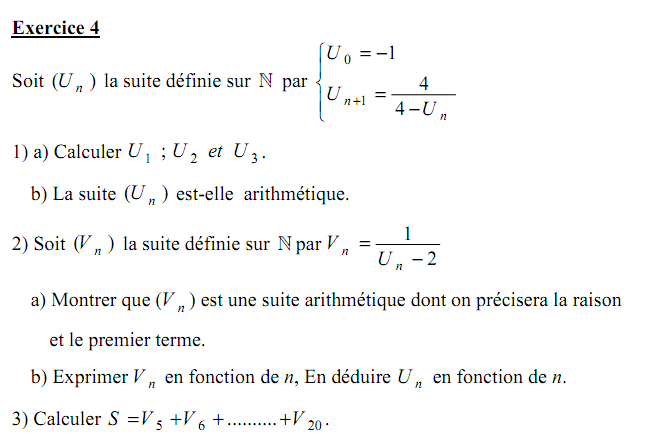 Exercice 4
Soit (U_n) la suite définie sur ℕ par { U_0 = -1
U_{n+1} = 4 / (4 - U_n)
1) a) Calculer U_1 ; U_2 et U_3.
b) La suite (U_n) est-elle arithmétique.
2) Soit (V_n) la suite définie sur ℕ par V_n = 1 / (U_n - 2)
a) Montrer que (V_n) est une suite arithmétique dont on précisera la raison
et le premier terme.
b) Exprimer V_n en fonction de n, En déduire U_n en fonction de n.
3) Calculer S = V_5 + V_6 + .......... + V_20.